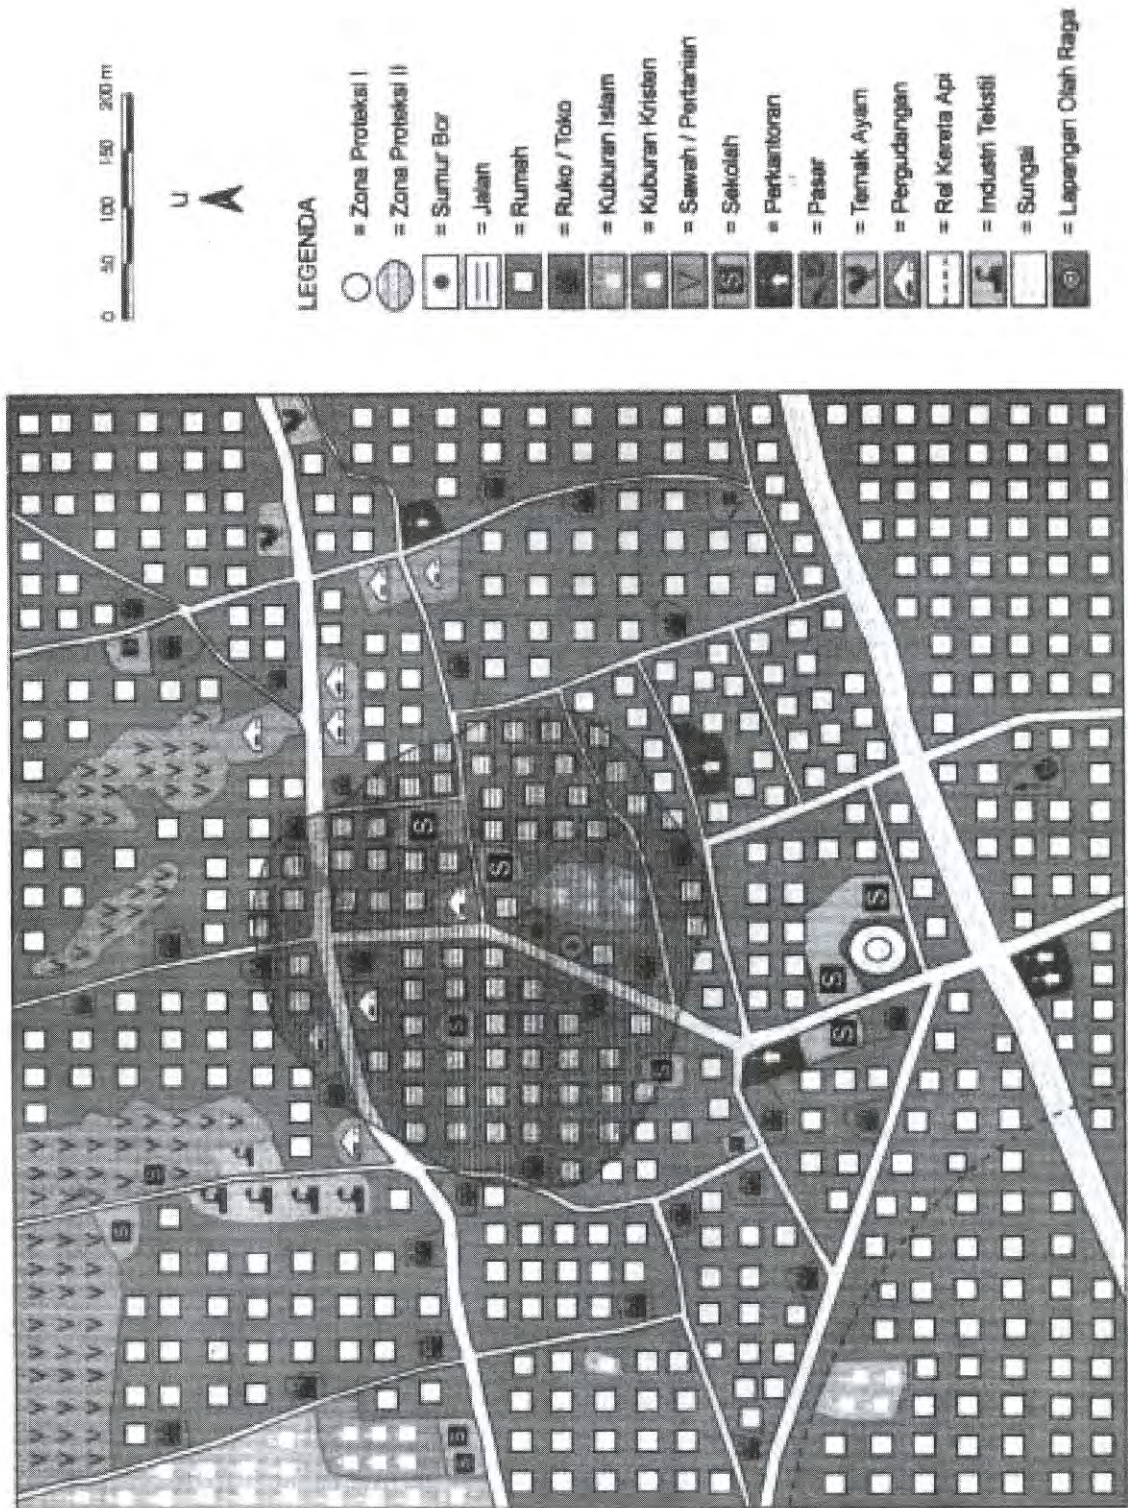 0 50 100 150 200 m
U
LEGENDA
= Zona Proteksi I
= Zona Proteksi II
= Sumur Bor
= Jalan
= Rumah
= Ruko / Toko
= Kuburan Islam
= Kuburan Kristen
= Sawah / Pertanian
= Sekolah
= Perkantoran
= Pasar
= Ternak Ayam
= Pergudangan
= Rel Kereta Api
= Industri Tekstil
= Sungai
= Lapangan Olah Raga